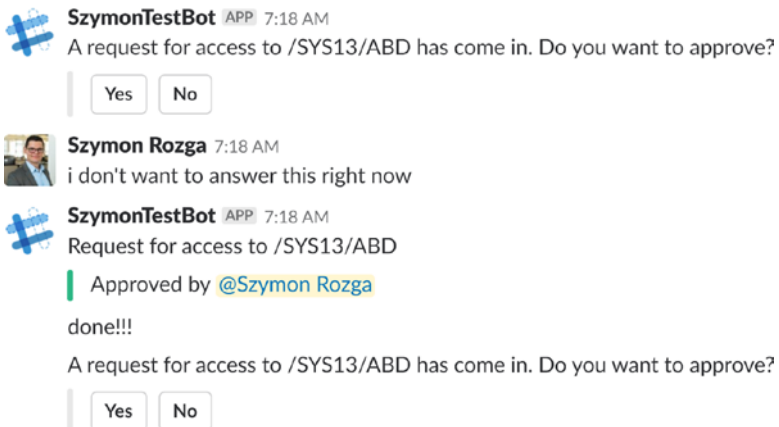 SzymonTestBot APP 7:18 AM
A request for access to /SYS13/ABD has come in. Do you want to approve?
Yes No
Szymon Rozga 7:18 AM
i don't want to answer this right now
SzymonTestBot APP 7:18 AM
Request for access to /SYS13/ABD
Approved by @Szymon Rozga
done!!!
A request for access to /SYS13/ABD has come in. Do you want to approve?
Yes No